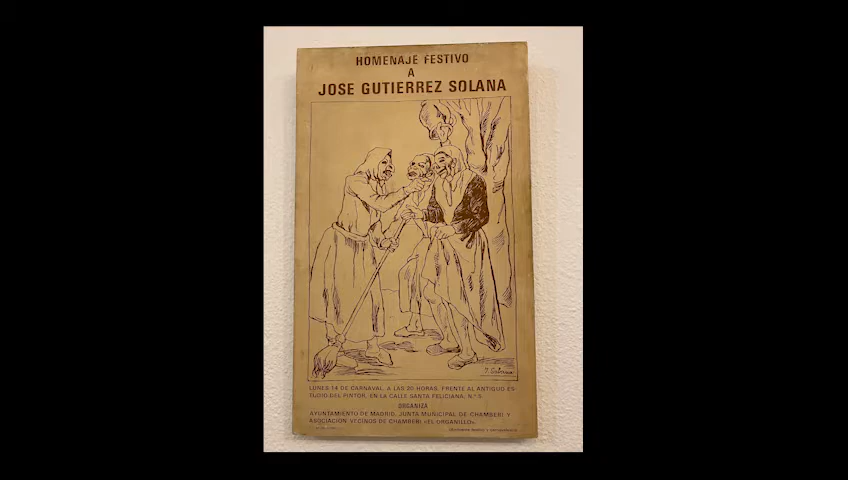 HOMENAJE FESTIVO
A
JOSE GUTIERREZ SOLANA
J. Solana
LUNES 14 DE CARNAVAL, A LAS 20 HORAS, FRENTE AL ANTIGUO ES-
TUDIO DEL PINTOR, EN LA CALLE SANTA FELICIANA, N.º 5
ORGANIZA
AYUNTAMIENTO DE MADRID, JUNTA MUNICIPAL DE CHAMBERI Y
ASOCIACION VECINOS DE CHAMBERI «EL ORGANILLO»